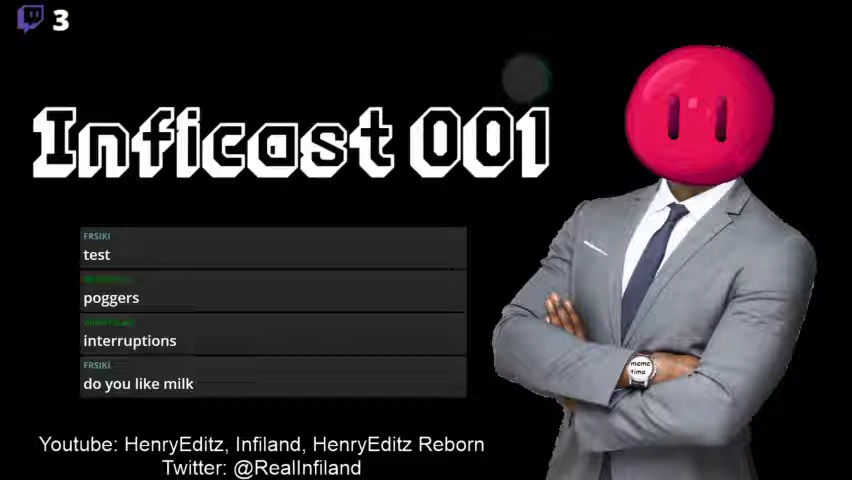 3
Inficast 001
FRSIKI
test
poggers
interruptions
FRSIKI
do you like milk
meme
time
Youtube: HenryEditz, Infiland, HenryEditz Reborn
Twitter: @RealInfiland